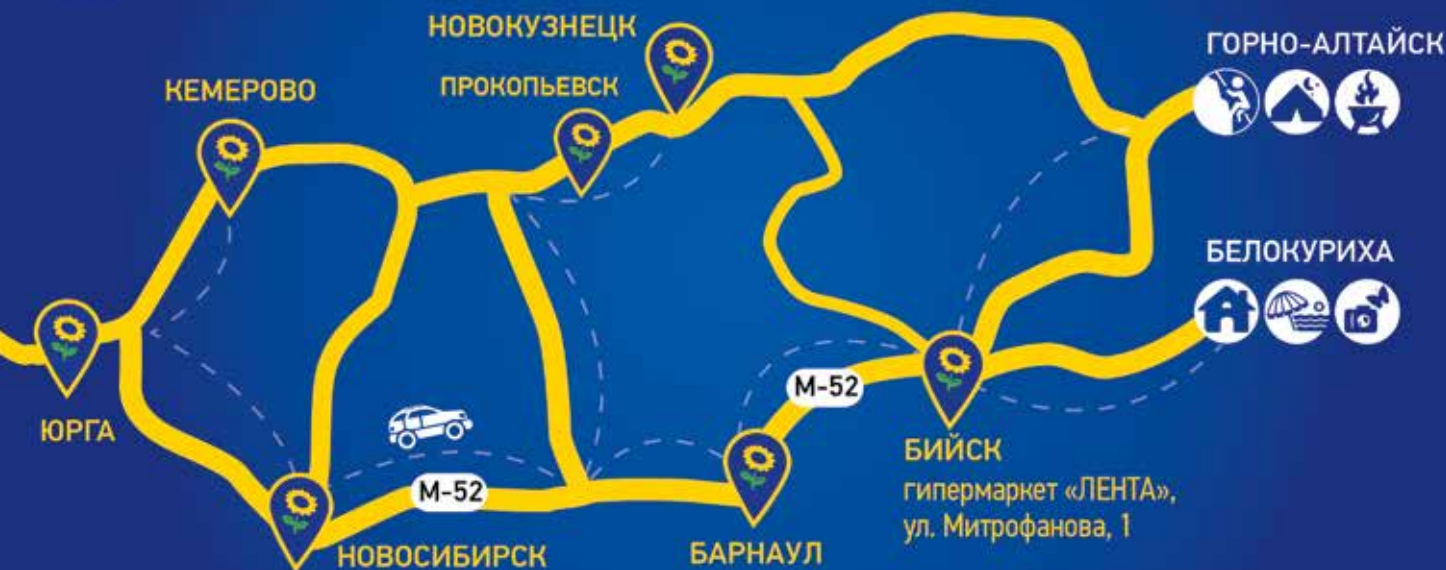 НОВОКУЗНЕЦК
ГОРНО-АЛТАЙСК
КЕМЕРОВО
ПРОКОПЬЕВСК
БЕЛОКУРИХА
М-52
ЮРГА
БИЙСК
гипермаркет «ЛЕНТА»,
ул. Митрофанова, 1
М-52
НОВОСИБИРСК
БАРНАУЛ